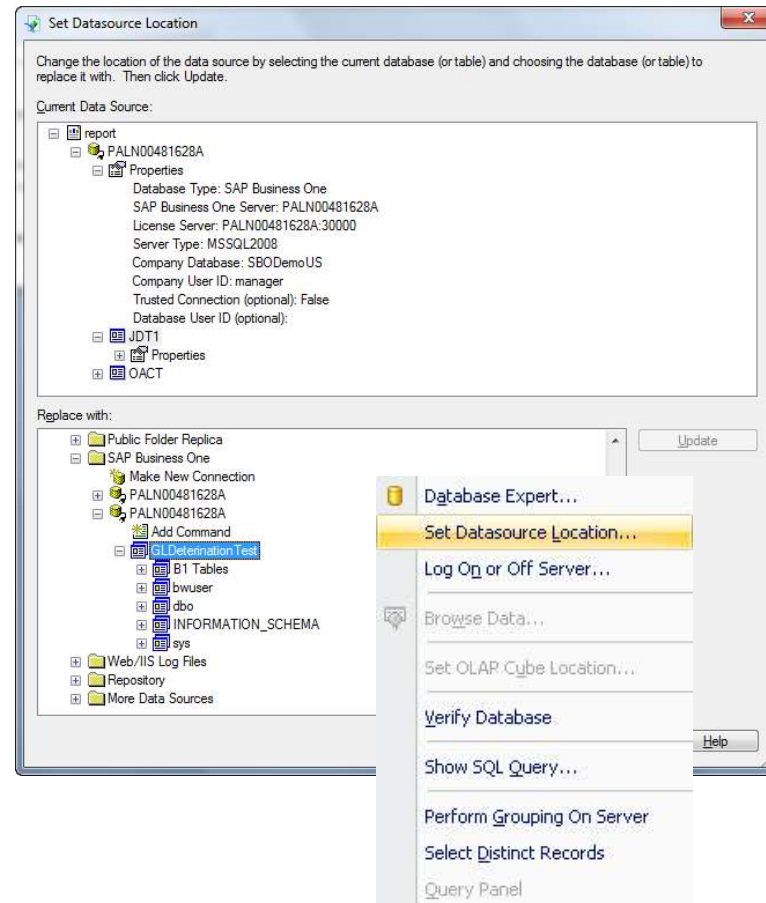 Set Datasource Location
Change the location of the data source by selecting the current database (or table) and choosing the database (or table) to
replace it with. Then click Update.
Current Data Source:
report
PALN00481628A
Properties
Database Type: SAP Business One
SAP Business One Server: PALN00481628A
License Server: PALN00481628A:30000
Server Type: MSSQL2008
Company Database: SBODemoUS
Company User ID: manager
Trusted Connection (optional): False
Database User ID (optional):
JDT1
Properties
OACT
Replace with:
Public Folder Replica
Update
SAP Business One
Make New Connection
PALN00481628A
PALN00481628A
Add Command
GLDeterination Test
B1 Tables
bwuser
dbo
INFORMATION_SCHEMA
sys
Web/IIS Log Files
Repository
More Data Sources
Help
Database Expert...
Set Datasource Location...
Log On or Off Server...
Browse Data...
Set OLAP Cube Location...
Verify Database
Show SQL Query...
Perform Grouping On Server
Select Distinct Records
Query Panel